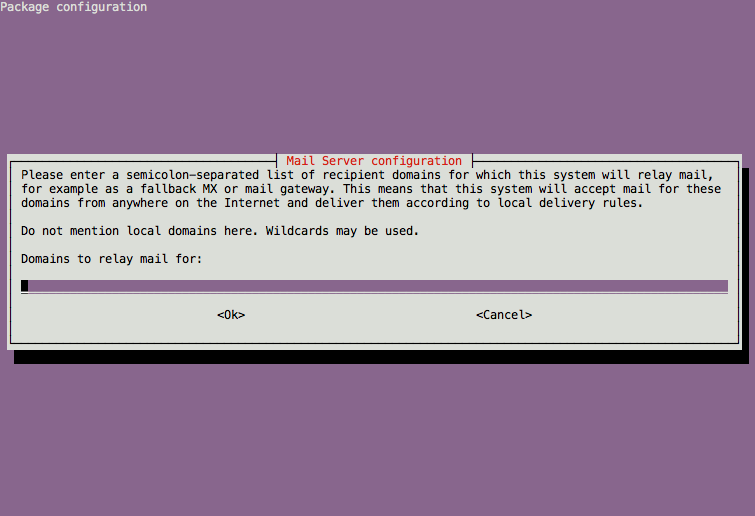 Package configuration
Mail Server configuration
Please enter a semicolon-separated list of recipient domains for which this system will relay mail,
for example as a fallback MX or mail gateway. This means that this system will accept mail for these
domains from anywhere on the Internet and deliver them according to local delivery rules.
Do not mention local domains here. Wildcards may be used.
Domains to relay mail for:
<Ok> <Cancel>